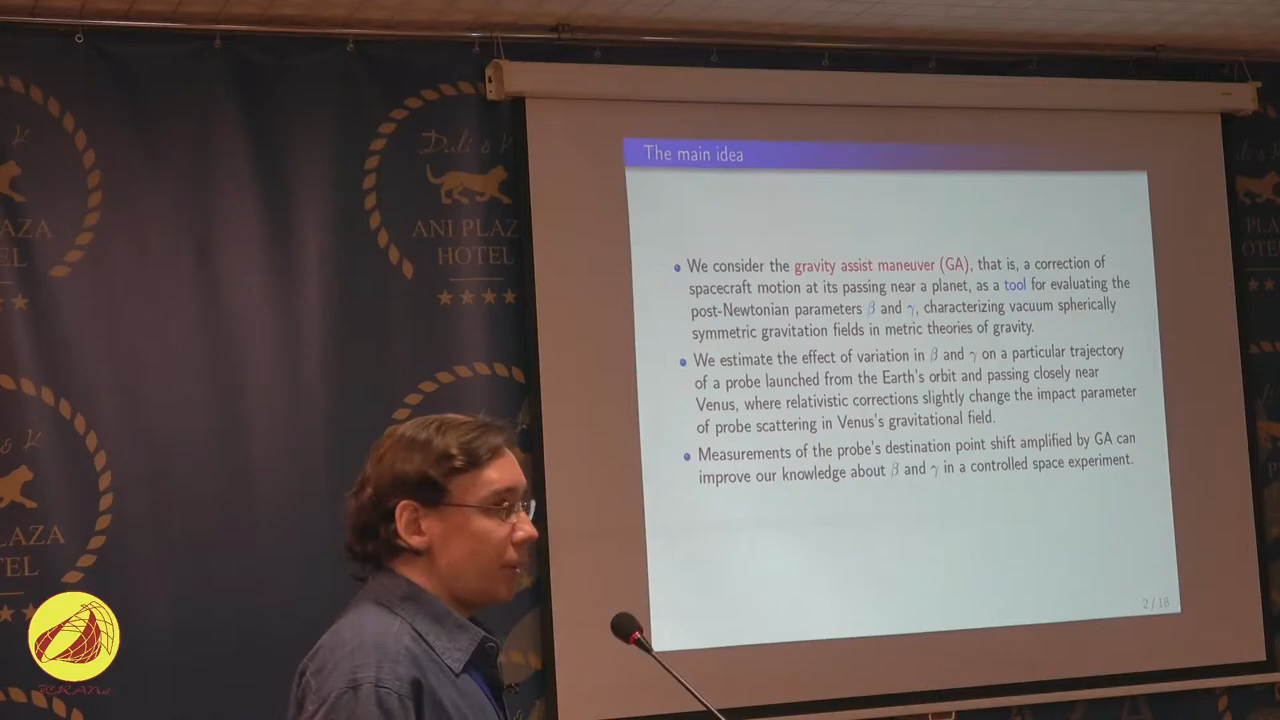 The main idea
We consider the gravity assist maneuver (GA), that is, a correction of
spacecraft motion at its passing near a planet, as a tool for evaluating the
post-Newtonian parameters β and γ, characterizing vacuum spherically
symmetric gravitation fields in metric theories of gravity.
We estimate the effect of variation in β and γ on a particular trajectory
of a probe launched from the Earth's orbit and passing closely near
Venus, where relativistic corrections slightly change the impact parameter
of probe scattering in Venus's gravitational field.
Measurements of the probe's destination point shift amplified by GA can
improve our knowledge about β and γ in a controlled space experiment.
2 / 18
ANI PLAZ
HOTEL
AZA
EL
& K
PLAZA
TEL
ICRANet